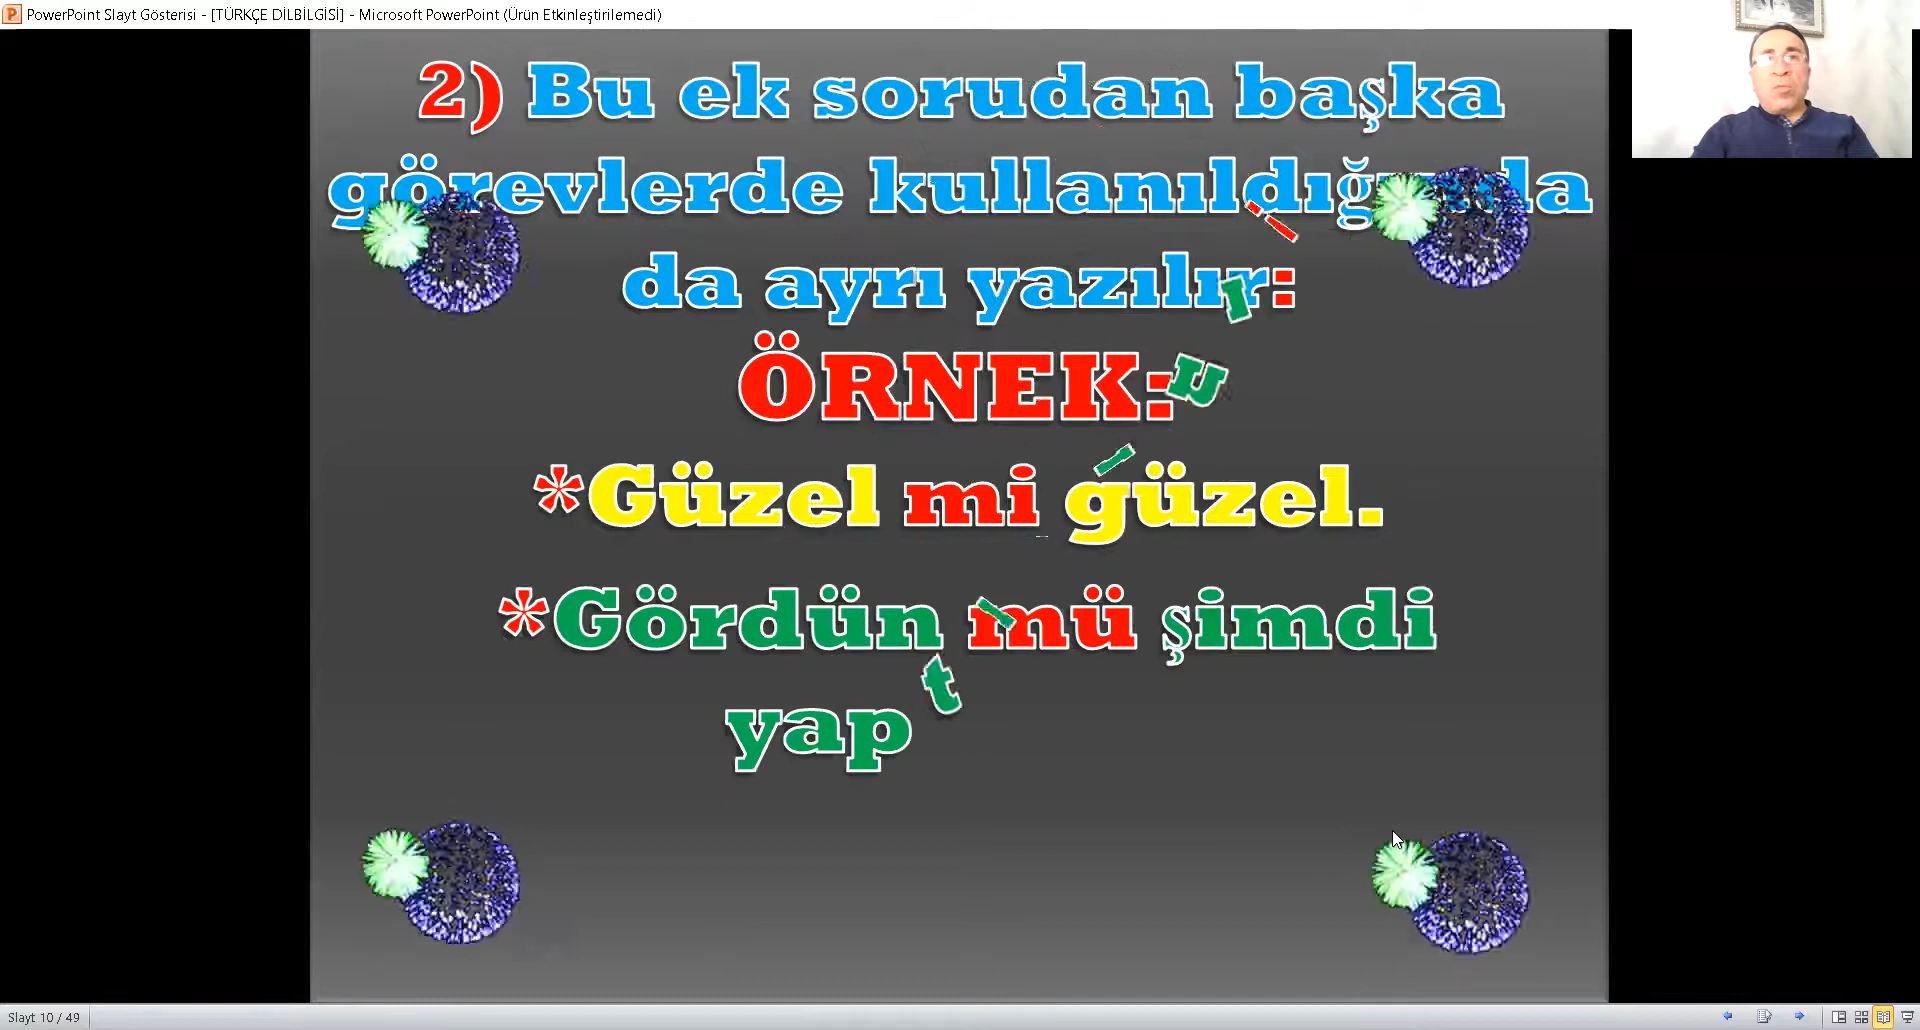 PowerPoint Slayt Gösterisi - [TÜRKÇE DİLBİLGİSİ] - Microsoft PowerPoint (Ürün Etkinleştirilemedi)
2) Bu ek sorudan başka
görevlerde kullanıldığında
da ayrı yazılır:
ÖRNEK:
*Güzel mi güzel.
*Gördün mü şimdi
yap
Slayt 10 / 49